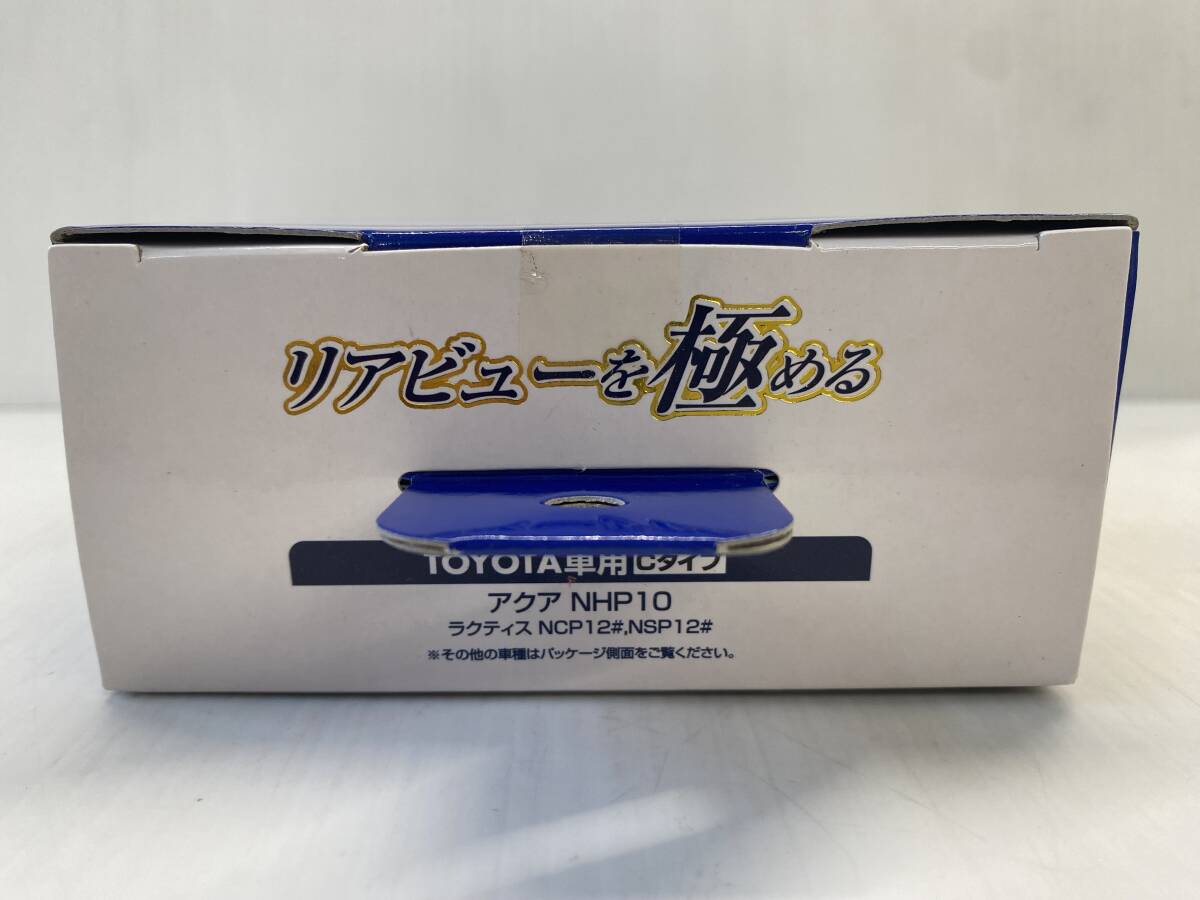 リアビューを極める
TOYOTA車用 Cタイプ
アクア NHP10
ラクティス NCP12#,NSP12#
※その他の車種はパッケージ側面をご覧ください。